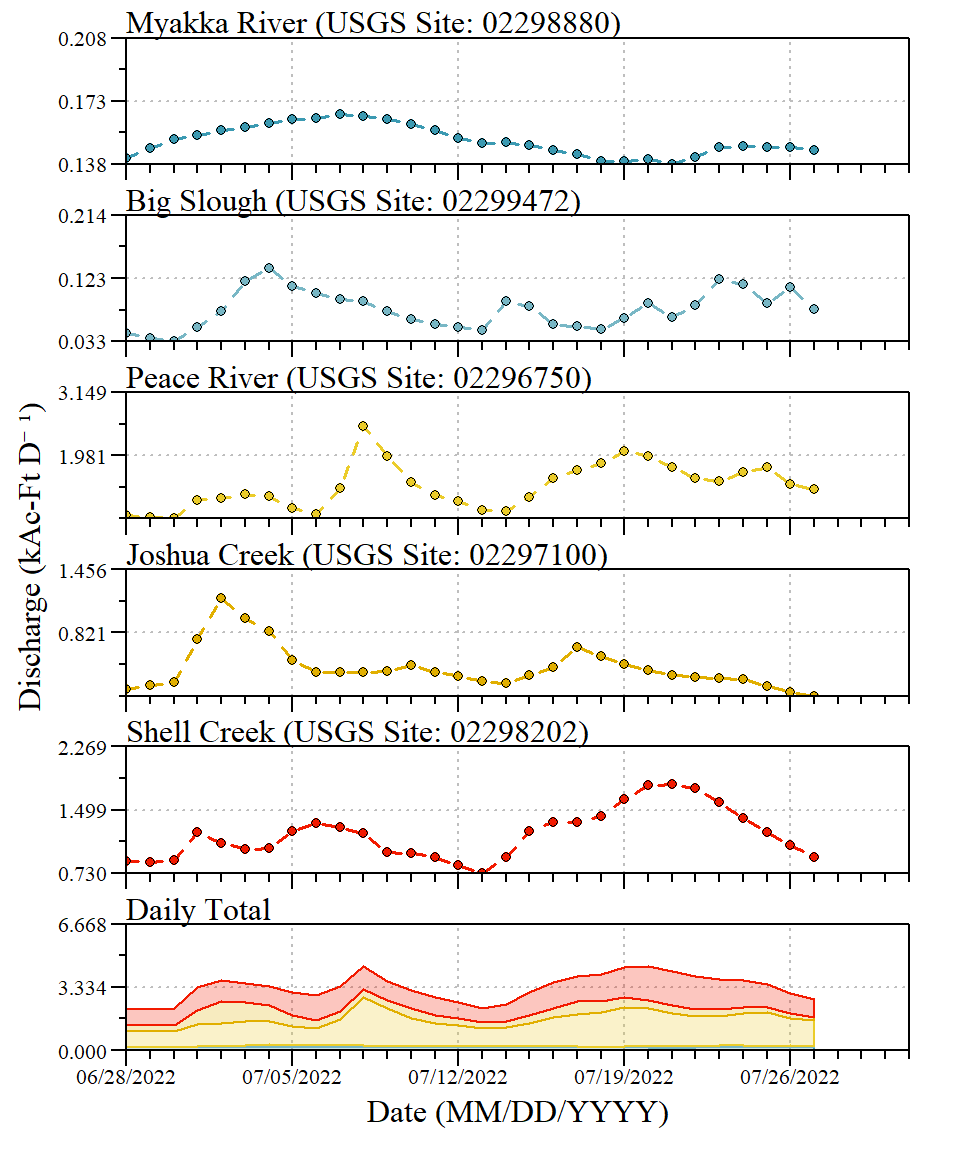 Myakka River (USGS Site: 02298880)
0.208
0.173
0.138
Big Slough (USGS Site: 02299472)
0.214
0.123
0.033
Peace River (USGS Site: 02296750)
3.149
1.981
Joshua Creek (USGS Site: 02297100)
1.456
0.821
Shell Creek (USGS Site: 02298202)
2.269
1.499
0.730
Daily Total
6.668
3.334
0.000
Discharge (kAc-Ft D⁻¹)
06/28/2022 07/05/2022 07/12/2022 07/19/2022 07/26/2022
Date (MM/DD/YYYY)